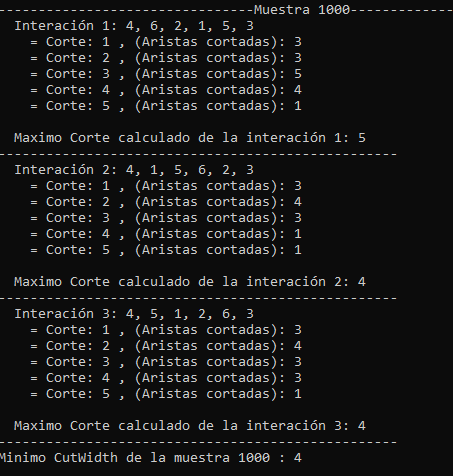 --------------------------------Muestra 1000-------------
Interación 1: 4, 6, 2, 1, 5, 3
= Corte: 1 , (Aristas cortadas): 3
= Corte: 2 , (Aristas cortadas): 3
= Corte: 3 , (Aristas cortadas): 5
= Corte: 4 , (Aristas cortadas): 4
= Corte: 5 , (Aristas cortadas): 1
Maximo Corte calculado de la interación 1: 5
--------------------------------------------------
Interación 2: 4, 1, 5, 6, 2, 3
= Corte: 1 , (Aristas cortadas): 3
= Corte: 2 , (Aristas cortadas): 4
= Corte: 3 , (Aristas cortadas): 3
= Corte: 4 , (Aristas cortadas): 1
= Corte: 5 , (Aristas cortadas): 1
Maximo Corte calculado de la interación 2: 4
--------------------------------------------------
Interación 3: 4, 5, 1, 2, 6, 3
= Corte: 1 , (Aristas cortadas): 3
= Corte: 2 , (Aristas cortadas): 4
= Corte: 3 , (Aristas cortadas): 3
= Corte: 4 , (Aristas cortadas): 3
= Corte: 5 , (Aristas cortadas): 1
Maximo Corte calculado de la interación 3: 4
--------------------------------------------------
Minimo CutWidth de la muestra 1000 : 4